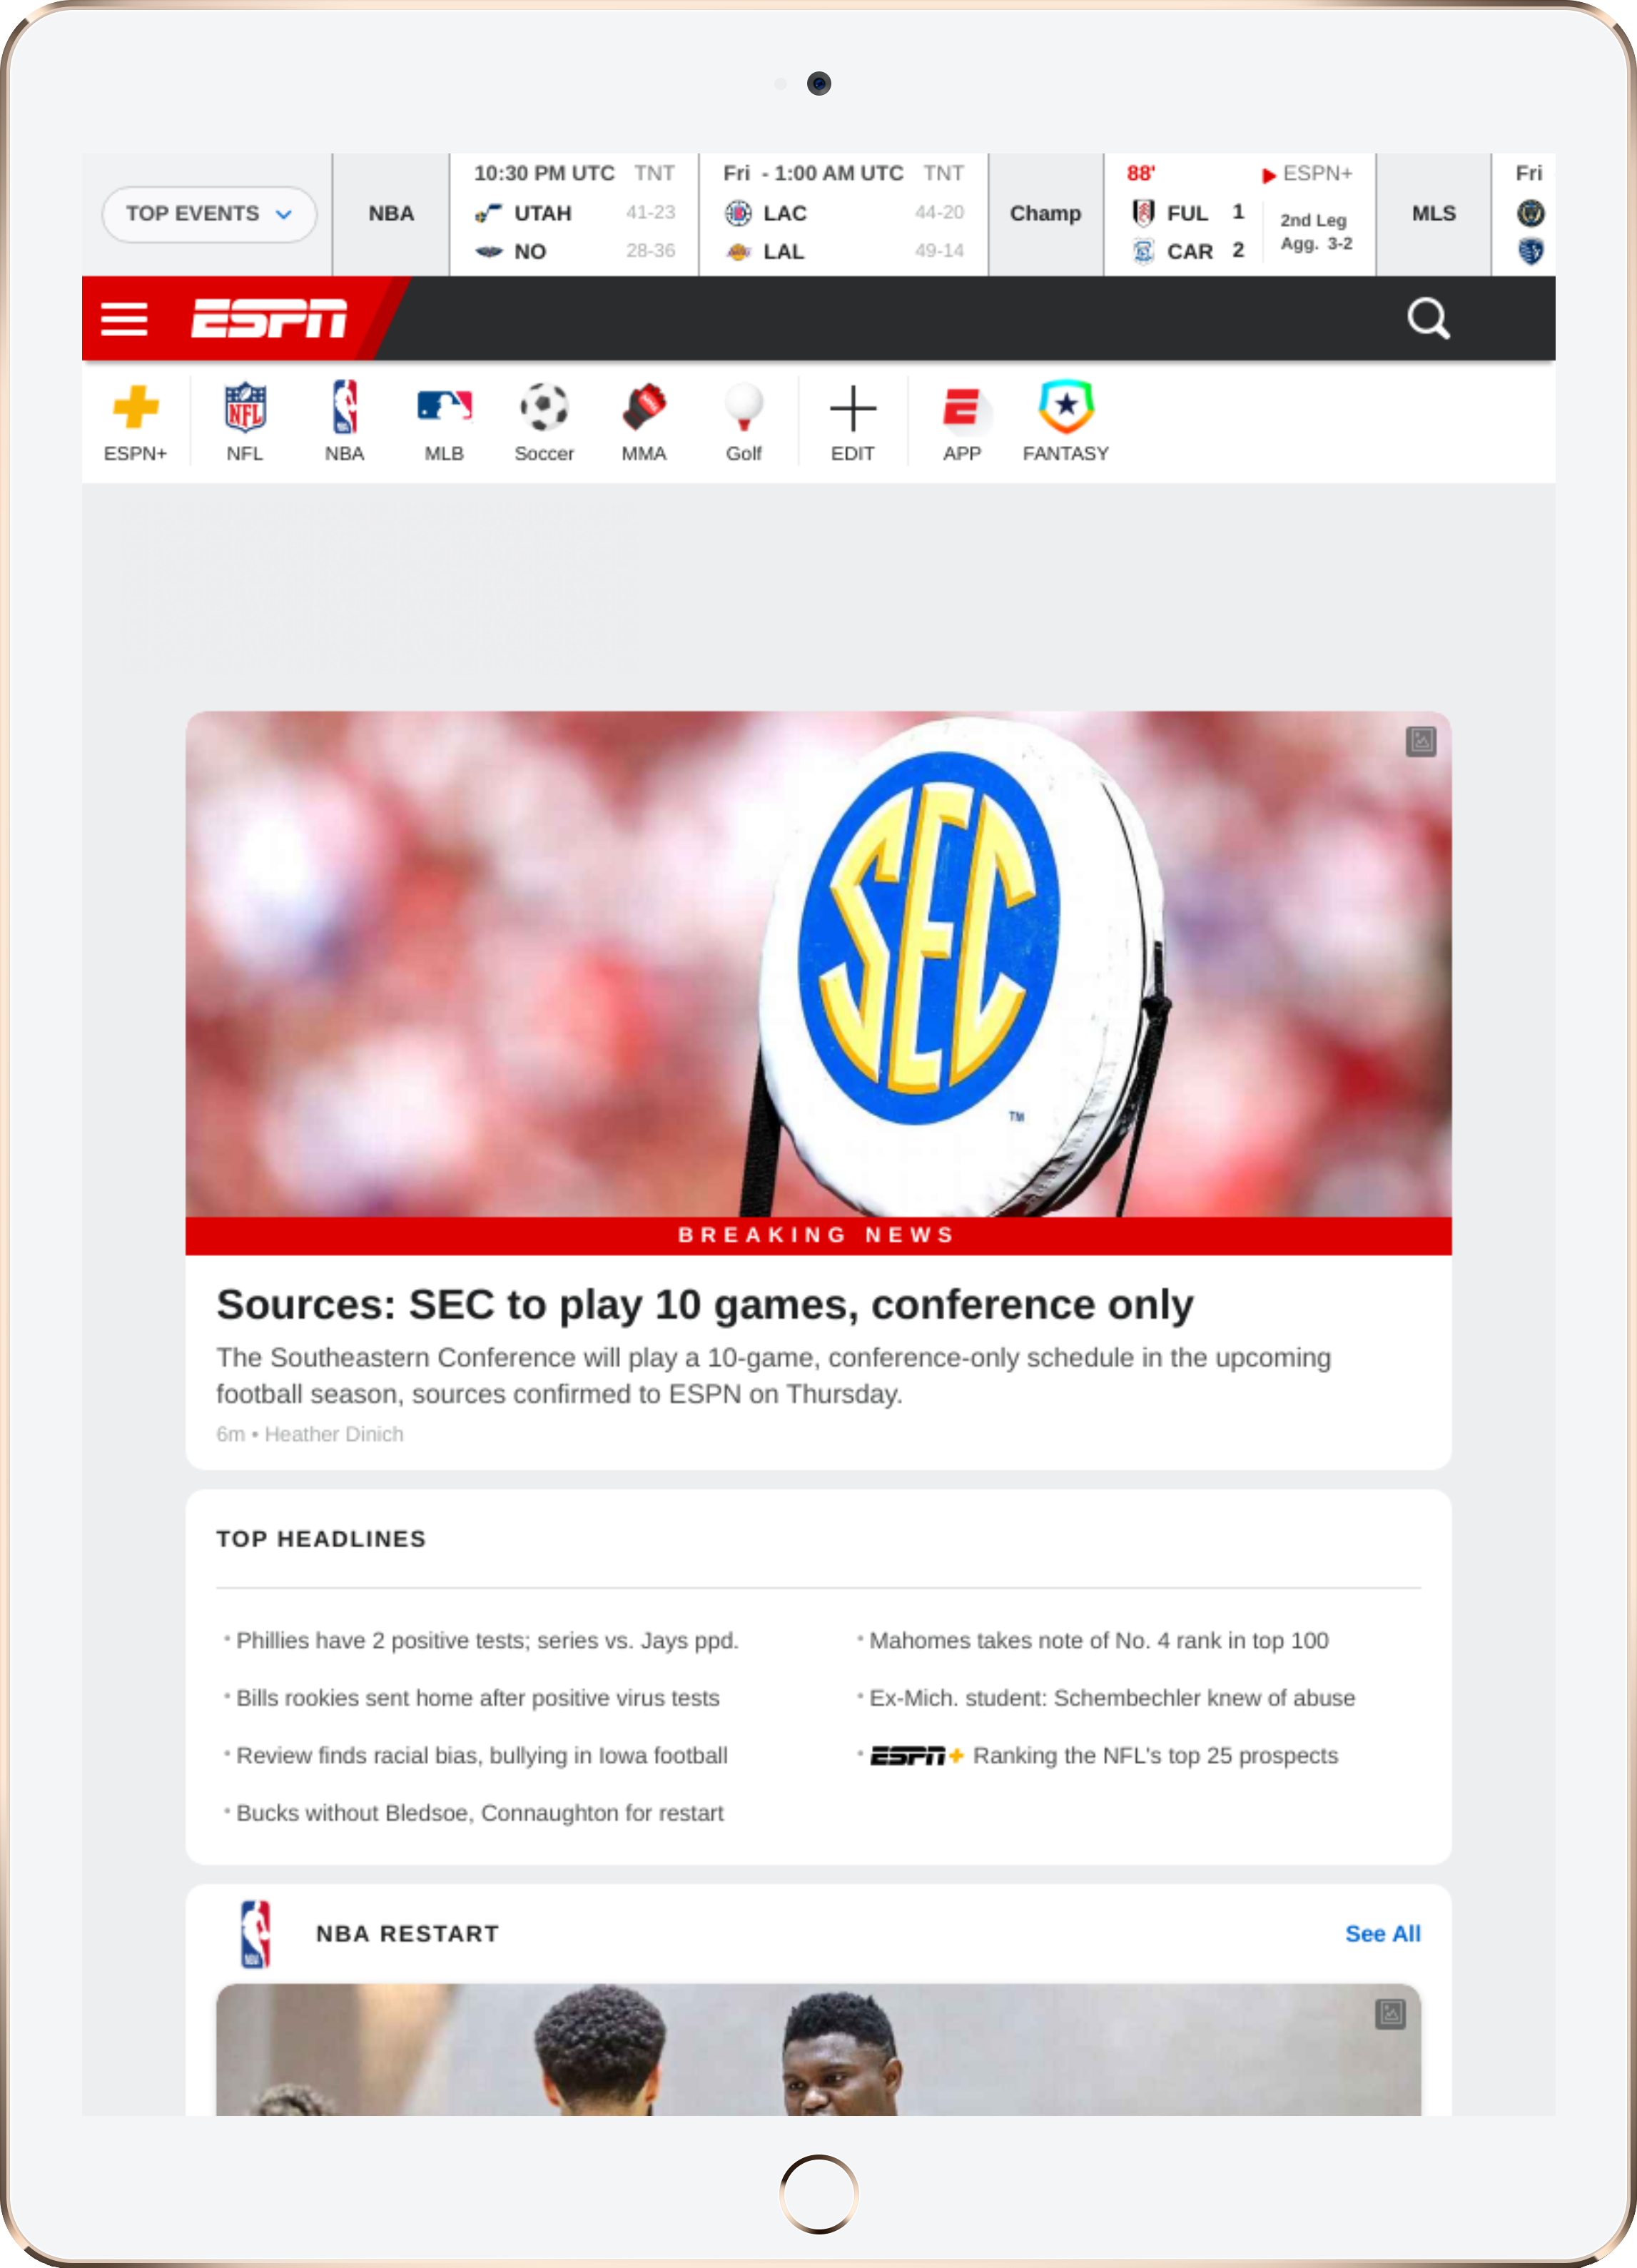 TOP EVENTS
NBA
10:30 PM UTC TNT
UTAH 41-23
NO 28-36
Fri - 1:00 AM UTC TNT
LAC 44-20
LAL 49-14
Champ
88' ESPN+
FUL 1
CAR 2
2nd Leg
Agg. 3-2
MLS
Fri
ESPN
ESPN+
NFL
NBA
MLB
Soccer
MMA
Golf
EDIT
APP
FANTASY
SEC
TM
BREAKING NEWS
Sources: SEC to play 10 games, conference only
The Southeastern Conference will play a 10-game, conference-only schedule in the upcoming
football season, sources confirmed to ESPN on Thursday.
6m • Heather Dinich
TOP HEADLINES
Phillies have 2 positive tests; series vs. Jays ppd.
Bills rookies sent home after positive virus tests
Review finds racial bias, bullying in Iowa football
Bucks without Bledsoe, Connaughton for restart
Mahomes takes note of No. 4 rank in top 100
Ex-Mich. student: Schembechler knew of abuse
ESPN+ Ranking the NFL's top 25 prospects
NBA RESTART
See All